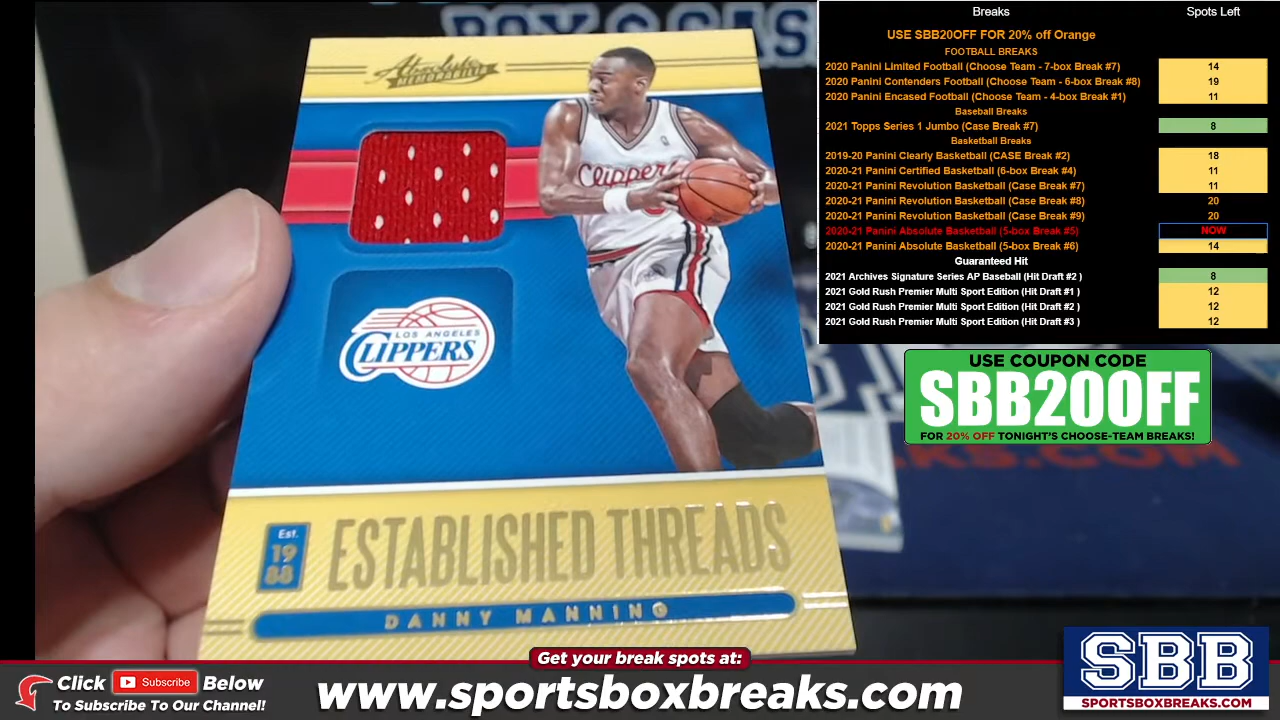 Absolute
MEMORABILIA
Clippers
LOS ANGELES
CLIPPERS
Est.
19
88
ESTABLISHED THREADS
DANNY MANNING
Breaks Spots Left
USE SBB20OFF FOR 20% off Orange
FOOTBALL BREAKS
2020 Panini Limited Football (Choose Team - 7-box Break #7) 14
2020 Panini Contenders Football (Choose Team - 6-box Break #8) 19
2020 Panini Encased Football (Choose Team - 4-box Break #1) 11
Baseball Breaks
2021 Topps Series 1 Jumbo (Case Break #7) 8
Basketball Breaks
2019-20 Panini Clearly Basketball (CASE Break #2) 18
2020-21 Panini Certified Basketball (6-box Break #4) 11
2020-21 Panini Revolution Basketball (Case Break #7) 11
2020-21 Panini Revolution Basketball (Case Break #8) 20
2020-21 Panini Revolution Basketball (Case Break #9) 20
2020-21 Panini Absolute Basketball (5-box Break #5) NOW
2020-21 Panini Absolute Basketball (5-box Break #6) 14
Guaranteed Hit
2021 Archives Signature Series AP Baseball (Hit Draft #2 ) 8
2021 Gold Rush Premier Multi Sport Edition (Hit Draft #1 ) 12
2021 Gold Rush Premier Multi Sport Edition (Hit Draft #2 ) 12
2021 Gold Rush Premier Multi Sport Edition (Hit Draft #3 ) 12
USE COUPON CODE
SBB20OFF
FOR 20% OFF TONIGHT'S CHOOSE-TEAM BREAKS!
Get your break spots at:
Click Subscribe Below
To Subscribe To Our Channel!
www.sportsboxbreaks.com
SBB
SPORTSBOXBREAKS.COM